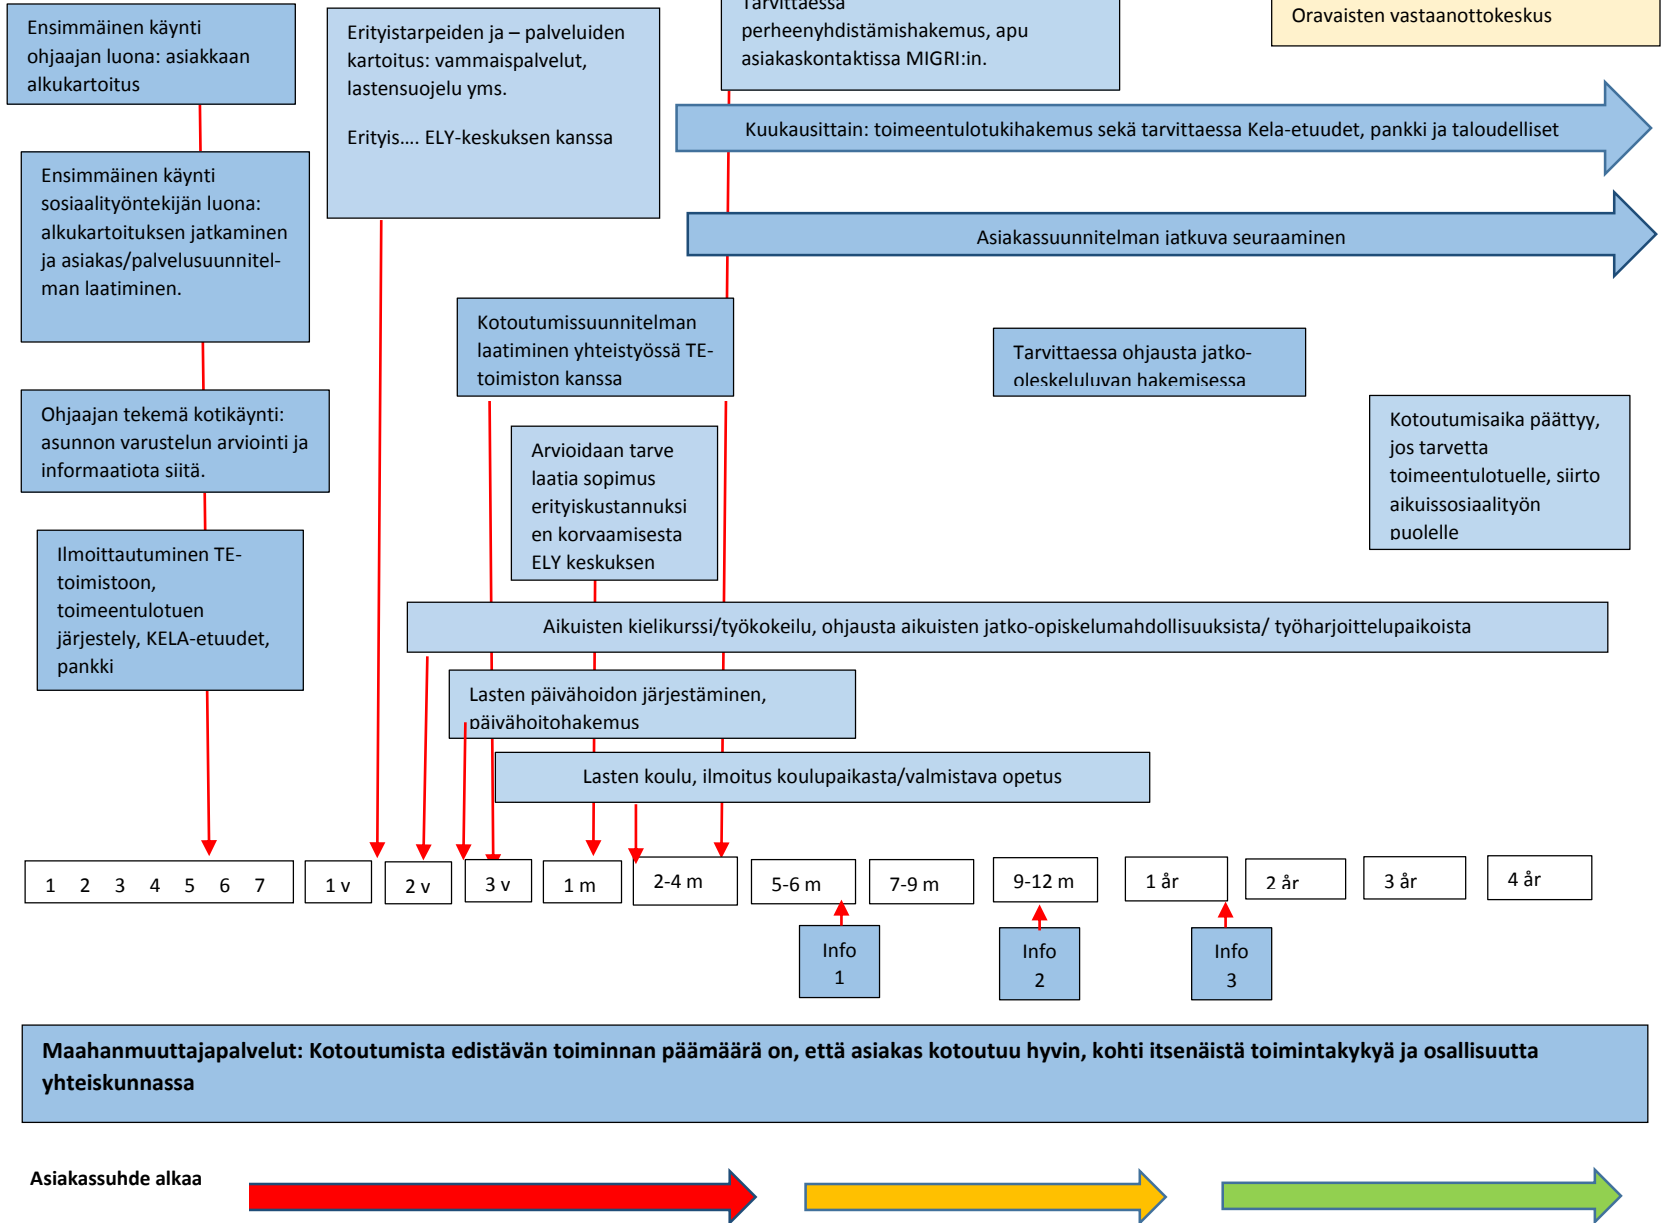 Ensimmäinen käynti
ohjaajan luona: asiakkaan
alkukartoitus
Erityistarpeiden ja – palveluiden
kartoitus: vammaispalvelut,
lastensuojelu yms.
Erityis.... ELY-keskuksen kanssa
Tarvittaessa
perheenyhdistämishakemus, apu
asiakaskontaktissa MIGRI:in.
Oravaisten vastaanottokeskus
Kuukausittain: toimeentulotukihakemus sekä tarvittaessa Kela-etuudet, pankki ja taloudelliset
Ensimmäinen käynti
sosiaalityöntekijän luona:
alkukartoituksen jatkaminen
ja asiakas/palvelusuunnitel-
man laatiminen.
Asiakassuunnitelman jatkuva seuraaminen
Kotoutumissuunnitelman
laatiminen yhteistyössä TE-
toimiston kanssa
Tarvittaessa ohjausta jatko-
oleskeluluvan hakemisessa
Ohjaajan tekemä kotikäynti:
asunnon varustelun arviointi ja
informaatiota siitä.
Arvioidaan tarve
laatia sopimus
erityiskustannuksi
en korvaamisesta
ELY keskuksen
Kotoutumisaika päättyy,
jos tarvetta
toimeentulotuelle, siirto
aikuissosiaalityön
puolelle
Ilmoittautuminen TE-
toimistoon,
toimeentulotuen
järjestely, KELA-etuudet,
pankki
Aikuisten kielikurssi/työkokeilu, ohjausta aikuisten jatko-opiskelumahdollisuuksista/ työharjoittelupaikoista
Lasten päivähoidon järjestäminen,
päivähoitohakemus
Lasten koulu, ilmoitus koulupaikasta/valmistava opetus
1 2 3 4 5 6 7
1 v
2 v
3 v
1 m
2-4 m
5-6 m
7-9 m
9-12 m
1 år
2 år
3 år
4 år
Info
1
Info
2
Info
3
Maahanmuuttajapalvelut: Kotoutumista edistävän toiminnan päämäärä on, että asiakas kotoutuu hyvin, kohti itsenäistä toimintakykyä ja osallisuutta
yhteiskunnassa
Asiakassuhde alkaa